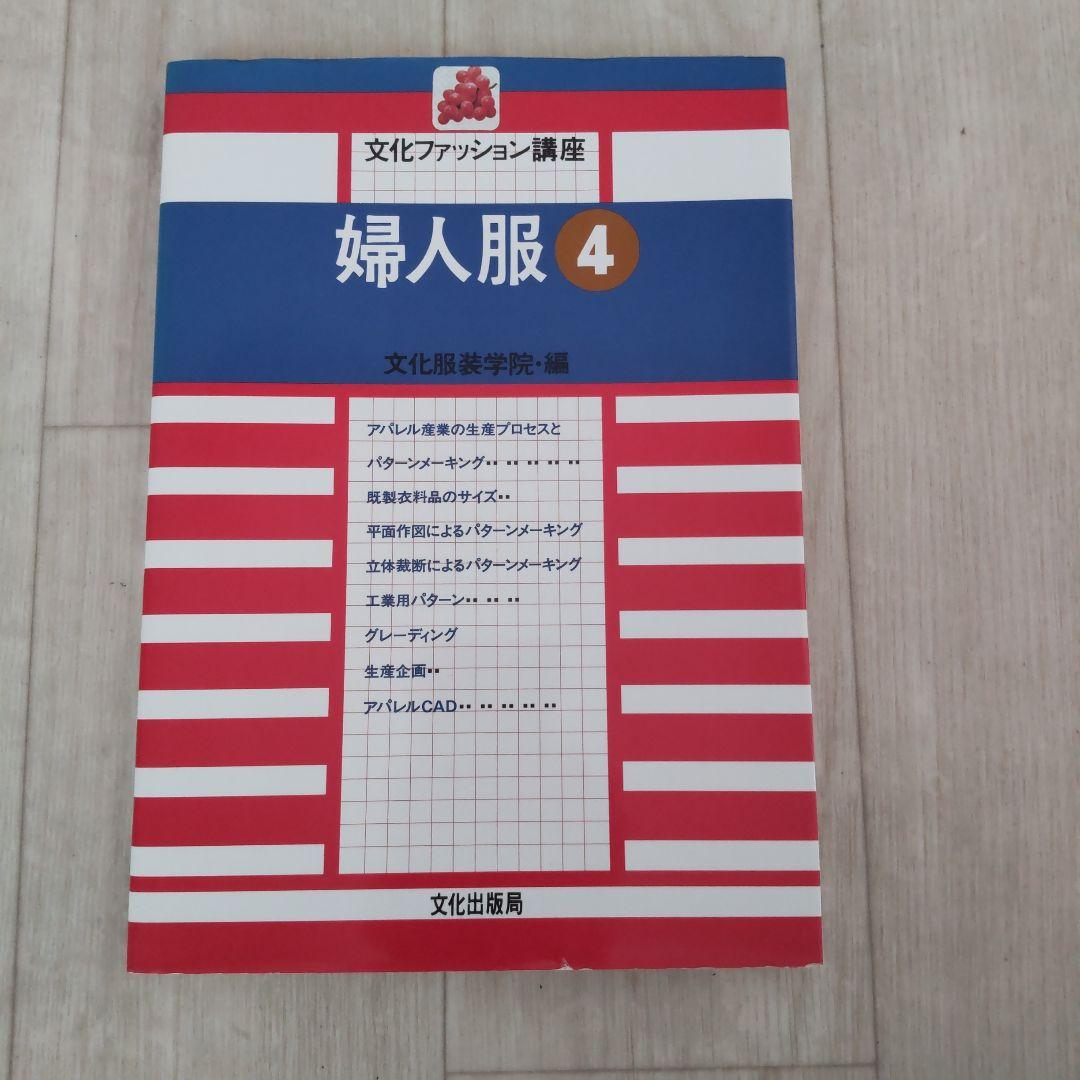 文化ファッション講座
婦人服 4
文化服装学院・編
アパレル産業の生産プロセスと
パターンメーキング‥ ‥ ‥ ‥ ‥
既製衣料品のサイズ‥
平面作図によるパターンメーキング
立体裁断によるパターンメーキング
工業用パターン‥ ‥ ‥
グレーディング
生産企画‥
アパレルCAD‥ ‥ ‥ ‥ ‥
文化出版局